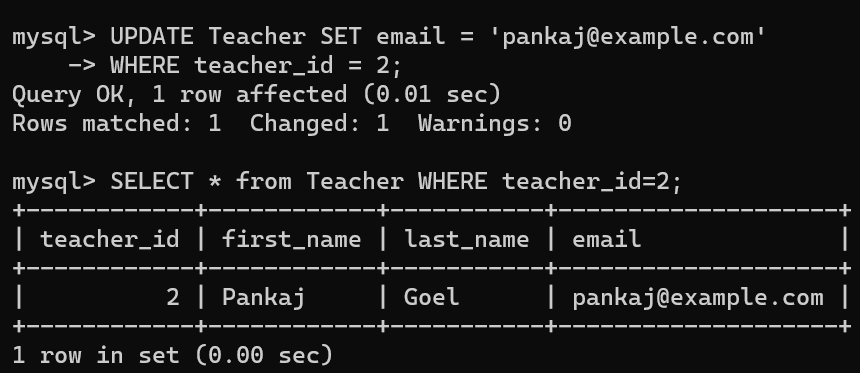 mysql> UPDATE Teacher SET email = 'pankaj@example.com'
    -> WHERE teacher_id = 2;
Query OK, 1 row affected (0.01 sec)
Rows matched: 1  Changed: 1  Warnings: 0

mysql> SELECT * from Teacher WHERE teacher_id=2;
+------------+------------+-----------+--------------------+
| teacher_id | first_name | last_name | email              |
+------------+------------+-----------+--------------------+
|          2 | Pankaj     | Goel      | pankaj@example.com |
+------------+------------+-----------+--------------------+
1 row in set (0.00 sec)